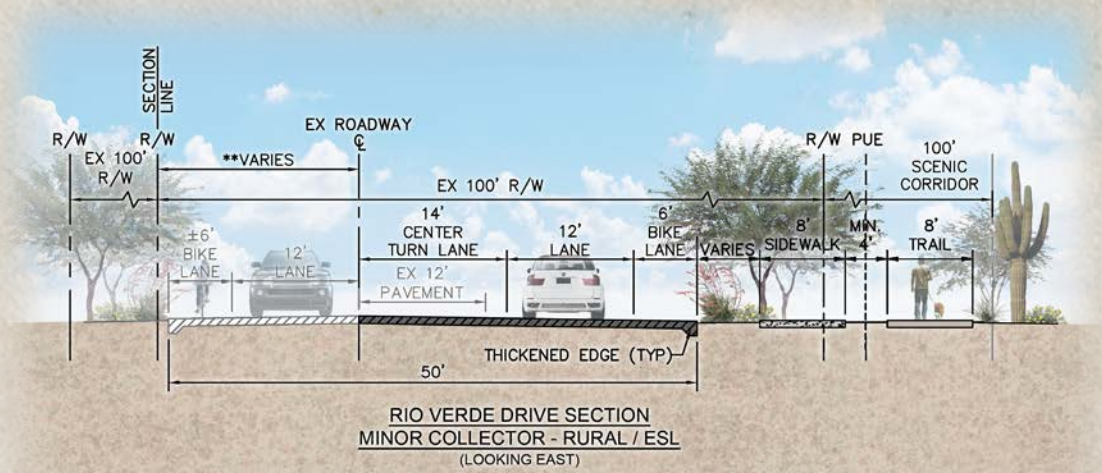 SECTION
LINE
R/W
R/W
EX 100'
R/W
**VARIES
EX ROADWAY
℄
EX 100' R/W
R/W
PUE
100'
SCENIC
CORRIDOR
±6'
BIKE
LANE
12'
LANE
14'
CENTER
TURN LANE
EX 12'
PAVEMENT
12'
LANE
6'
BIKE
LANE
VARIES
8'
SIDEWALK
MIN.
4'
8'
TRAIL
THICKENED EDGE (TYP)
50'
RIO VERDE DRIVE SECTION
MINOR COLLECTOR - RURAL / ESL
(LOOKING EAST)